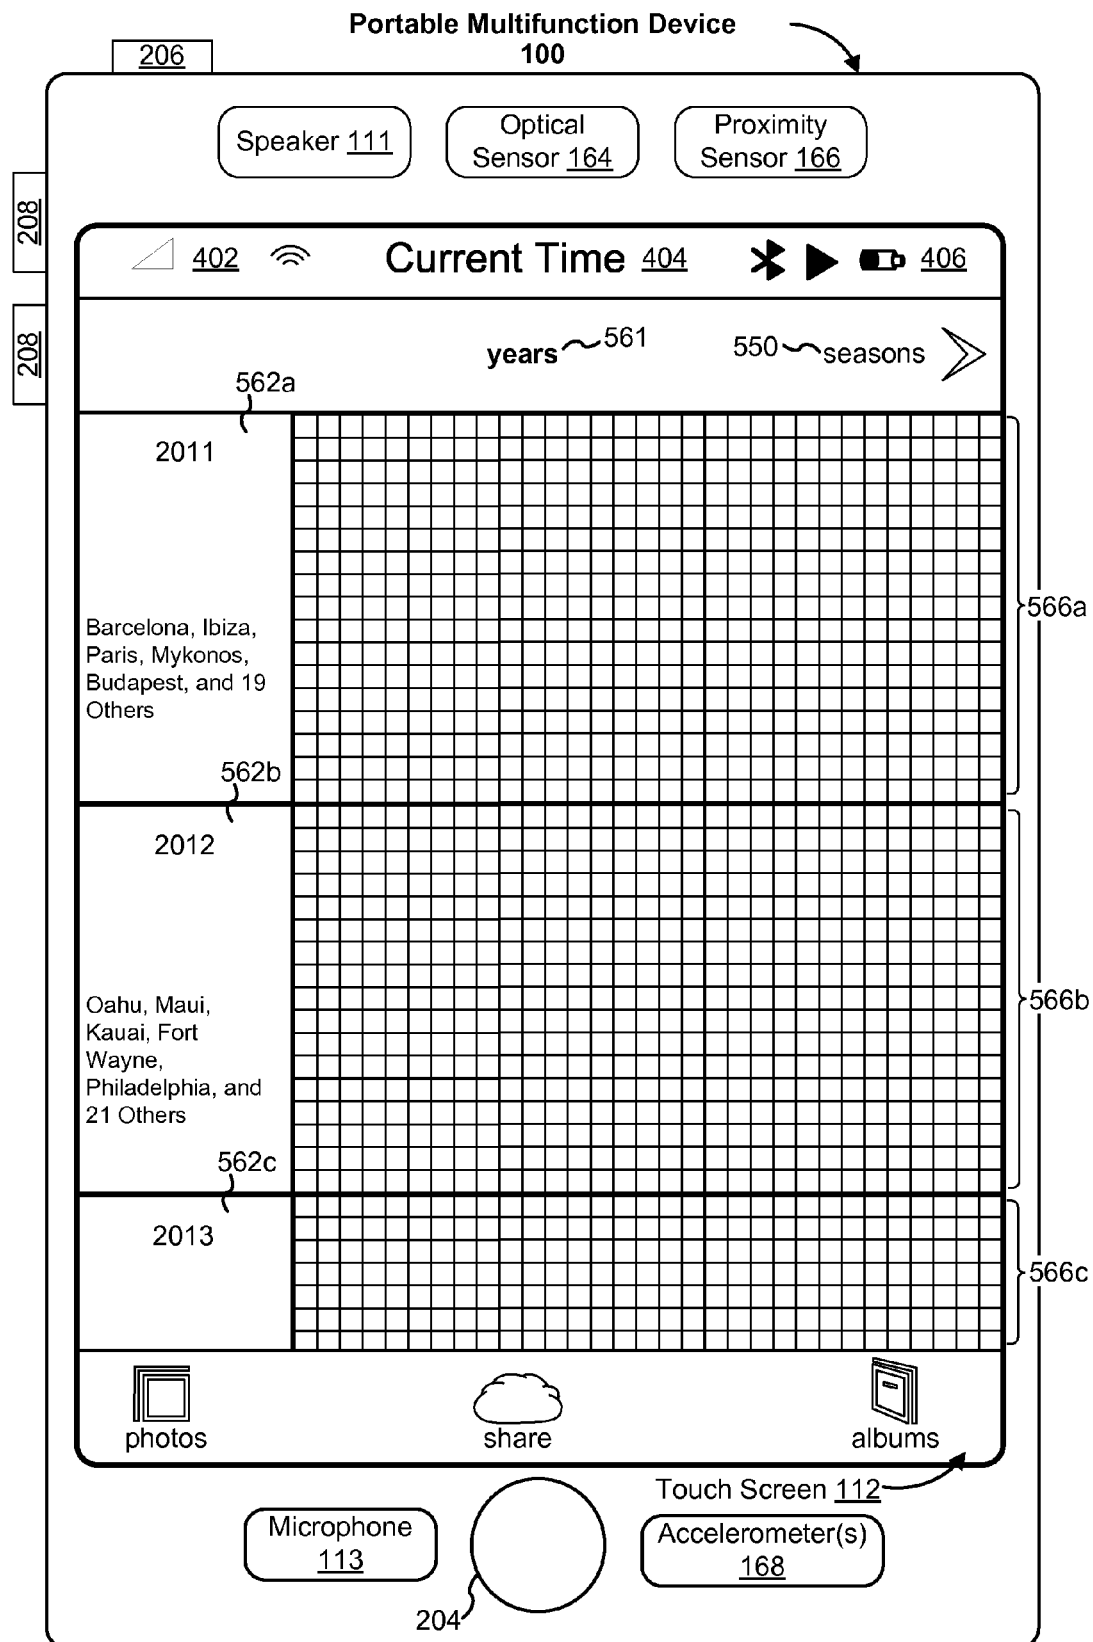 Portable Multifunction Device
100
206
Speaker 111
Optical
Sensor 164
Proximity
Sensor 166
208
208
402
Current Time 404
406
years
561
550
seasons
562a
2011
566a
Barcelona, Ibiza,
Paris, Mykonos,
Budapest, and 19
Others
562b
2012
566b
Oahu, Maui,
Kauai, Fort
Wayne,
Philadelphia, and
21 Others
562c
2013
566c
photos
share
albums
Touch Screen 112
Microphone
113
Accelerometer(s)
168
204